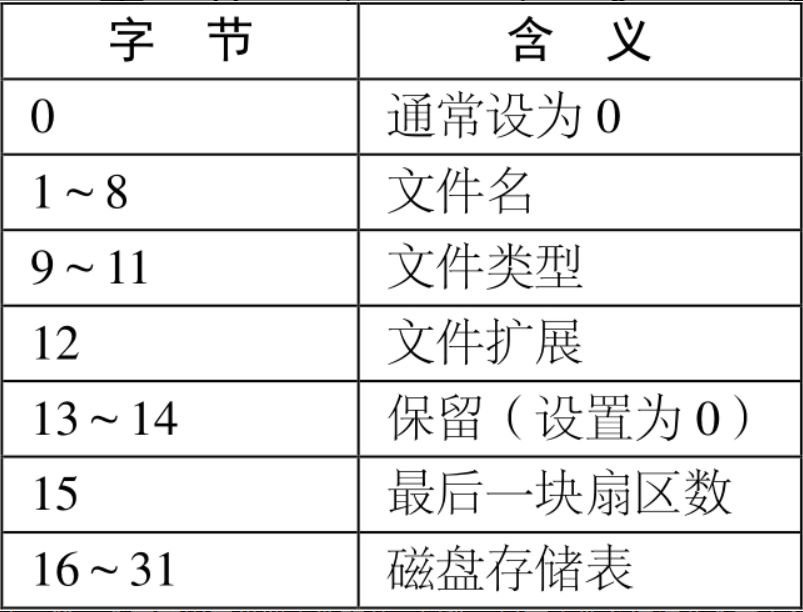 字 节 含 义
0 通常设为 0
1 ~ 8 文件名
9 ~ 11 文件类型
12 文件扩展
13 ~ 14 保留（设置为 0）
15 最后一块扇区数
16 ~ 31 磁盘存储表